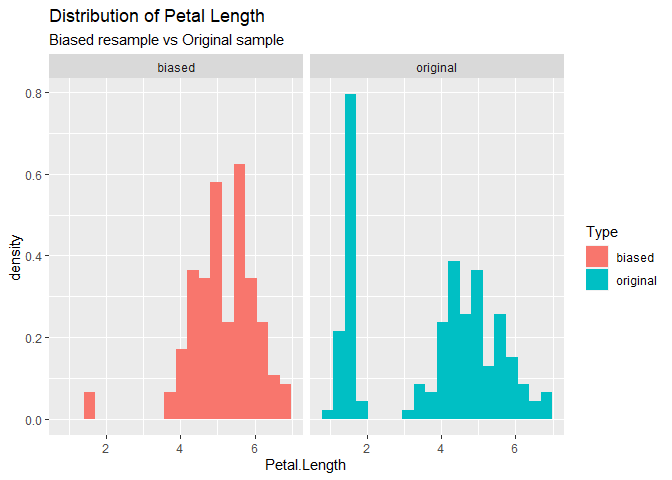 Distribution of Petal Length
Biased resample vs Original sample
biased
original
0.8
0.6
0.4
0.2
0.0
density
2
4
6
2
4
6
Petal.Length
Type
biased
original